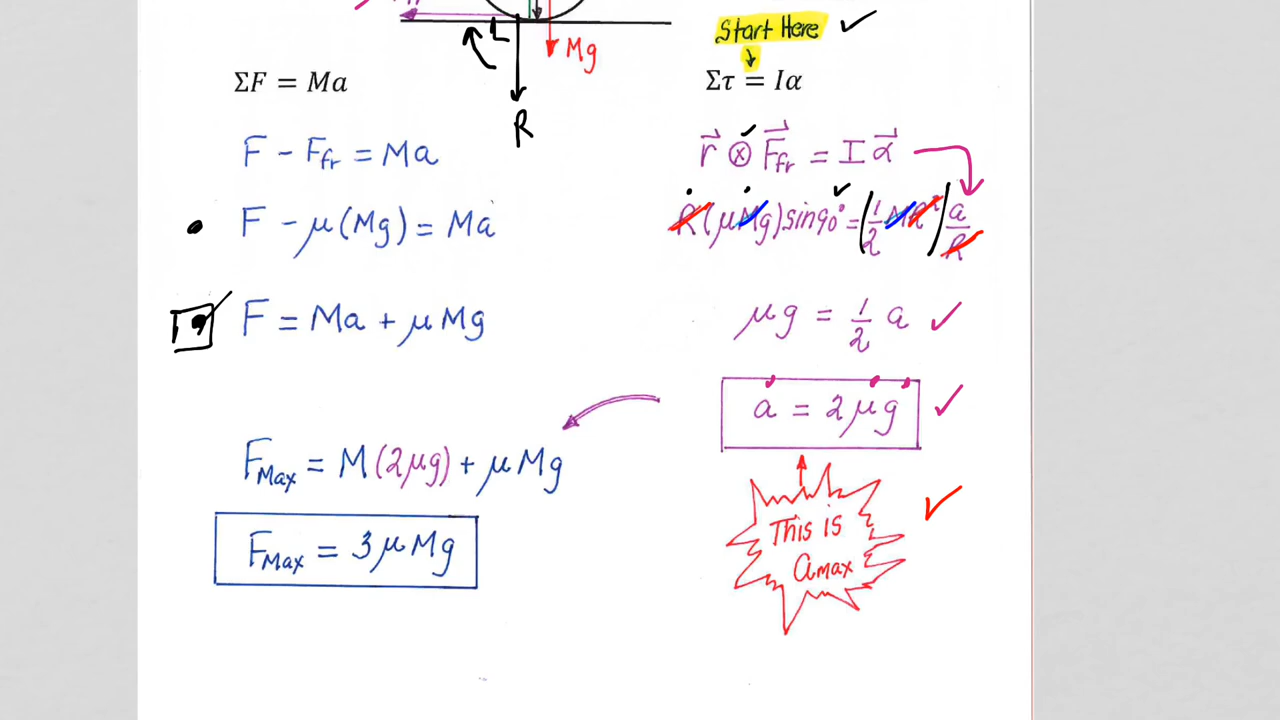 Mg
R
ΣF = Ma
F - Ffr = Ma
F - μ(Mg) = Ma
F = Ma + μMg
FMax = M(2μg) + μMg
FMax = 3μMg
Start Here
Στ = Iα
r ⊗ Ffr = I α
R(μMg)sin90° = (1/2 MR²) a/R
μg = 1/2 a
a = 2μg
This is
amax